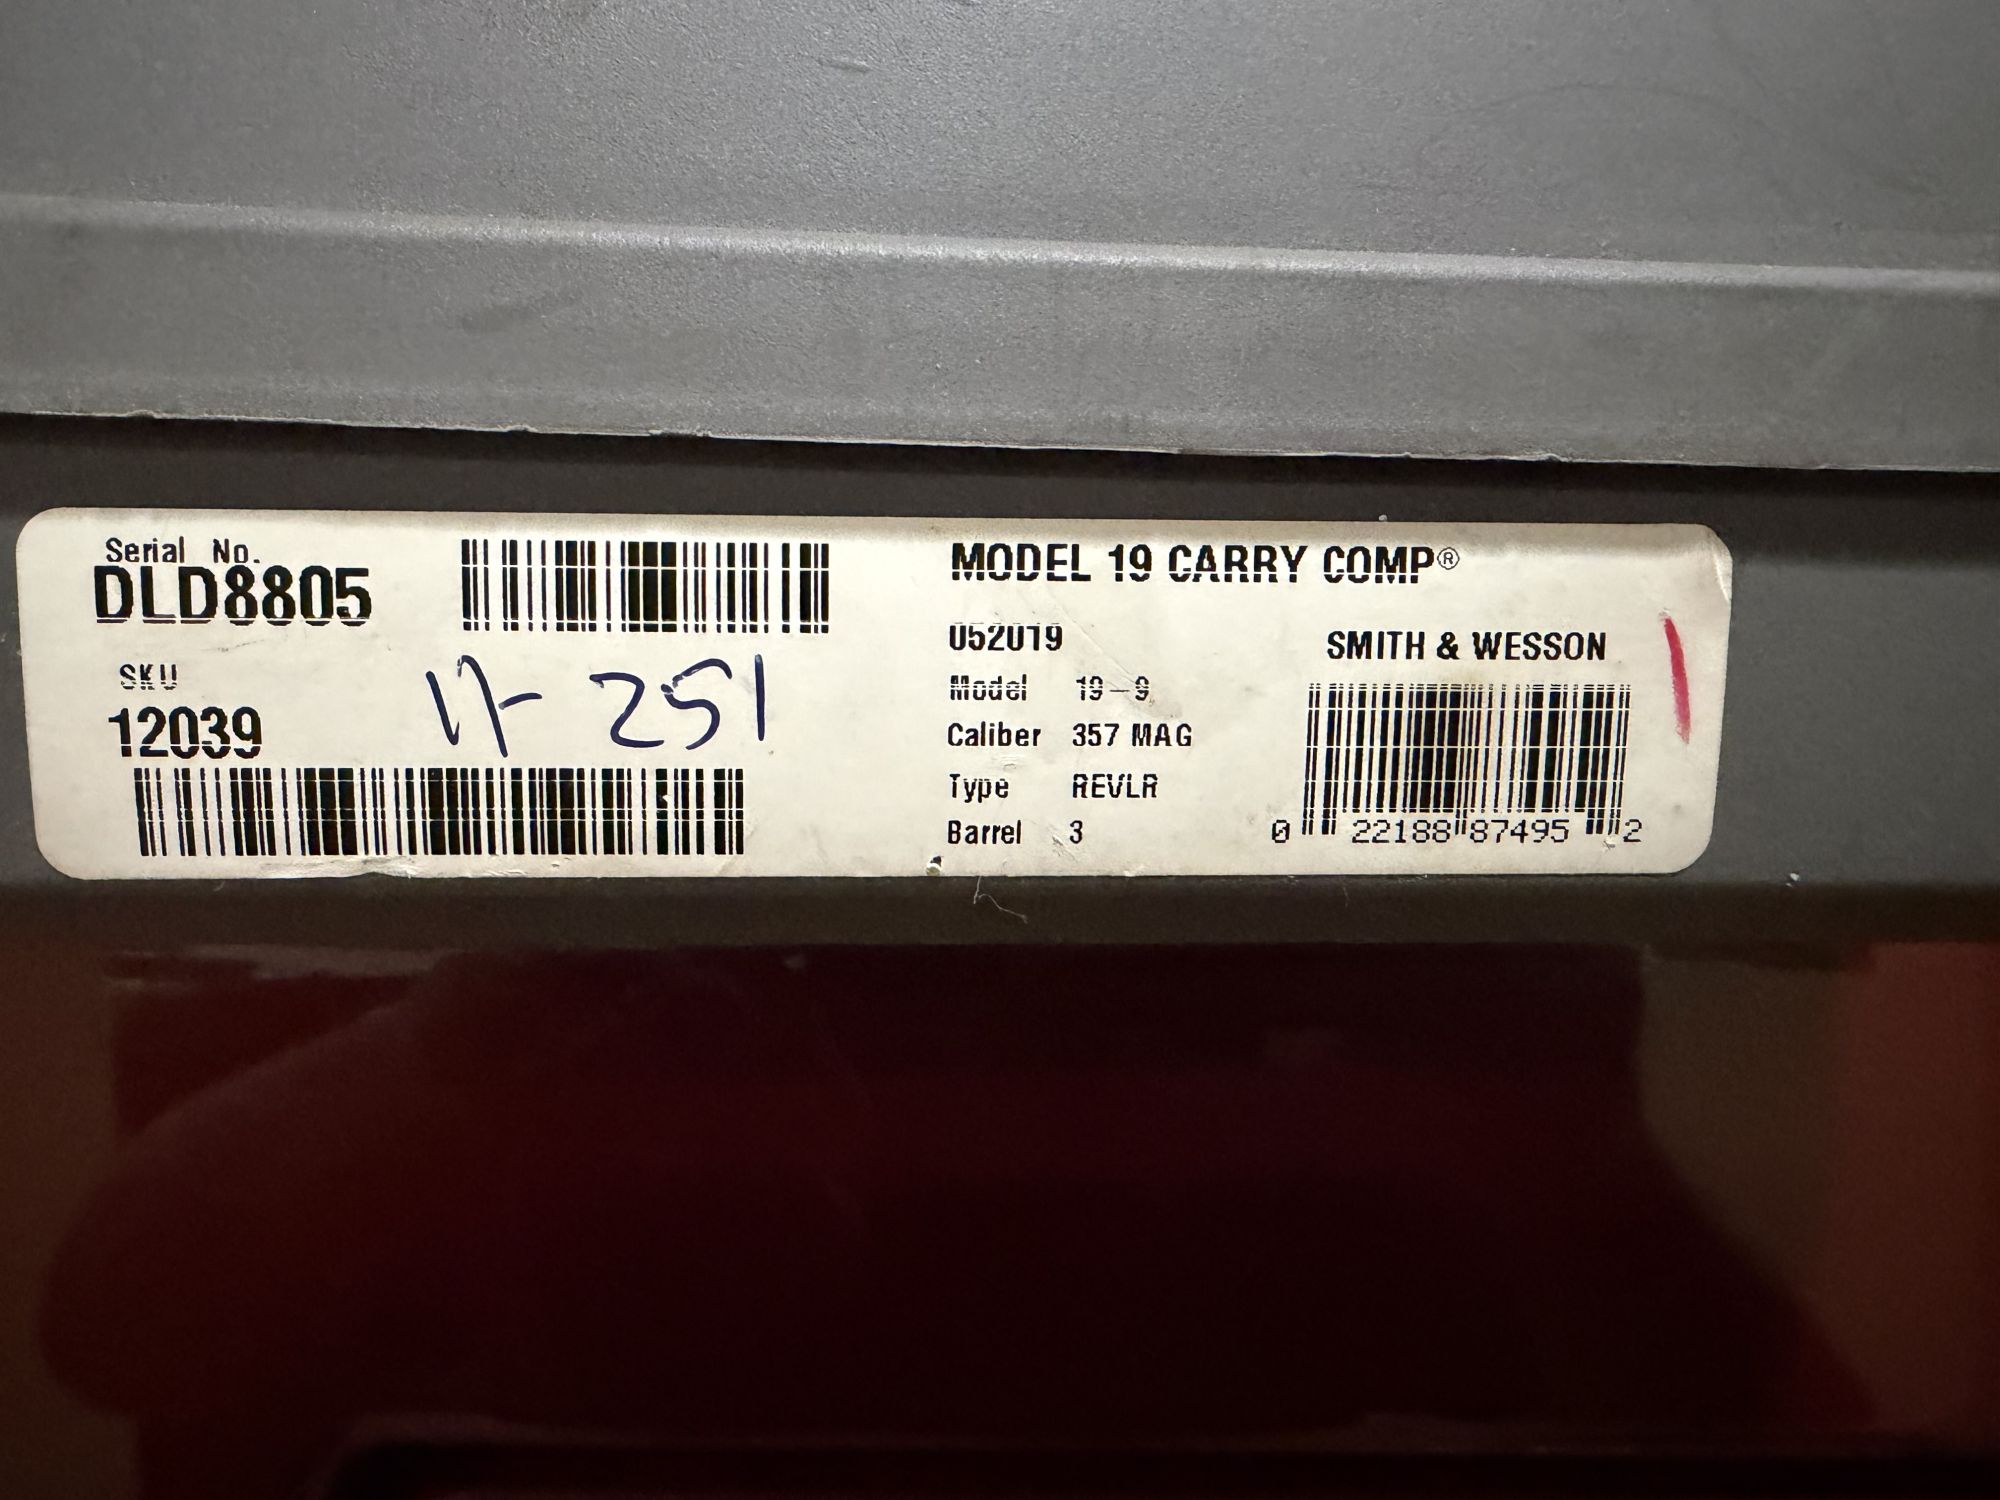 Serial No.
DLD8805
SKU
12039
17-251
MODEL 19 CARRY COMP®
052019
SMITH & WESSON
Model 19-9
Caliber 357 MAG
Type REVLR
Barrel 3
0 22188 87495 2